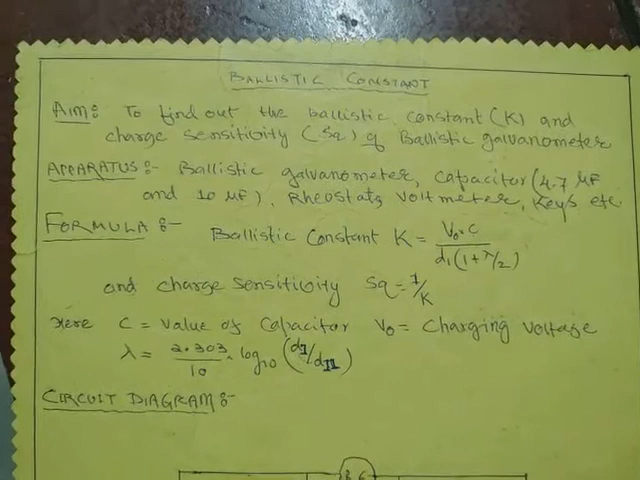 BALLISTIC CONSTANT
AIM:- To find out the ballistic constant (K) and
charge sensitivity (Sq) of Ballistic galvanometer
APPARATUS:- Ballistic galvanometer, capacitor (4.7 μF
and 10 μF), Rheostats, voltmeter, Keys etc.
FORMULA:- Ballistic Constant K = V₀.C / d₁(1+λ/2)
and charge sensitivity Sq = 1/K
Here C = Value of Capacitor V₀ = Charging voltage
λ = 2.303/10 . log₁₀ (d₁/d₁₁)
CIRCUIT DIAGRAM:-
B.G